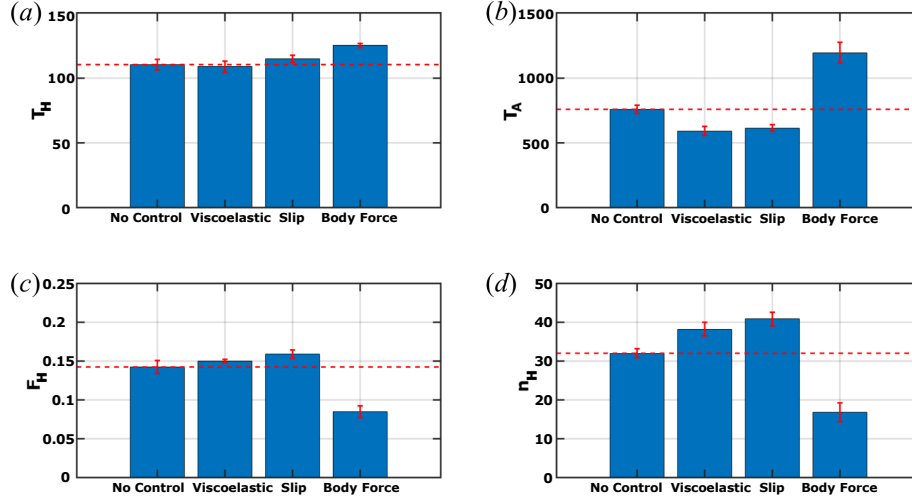 (a)
150
100
50
0
T_H
No Control Viscoelastic Slip Body Force
(b)
1500
1000
500
0
T_A
No Control Viscoelastic Slip Body Force
(c)
0.25
0.2
0.15
0.1
0.05
0
F_H
No Control Viscoelastic Slip Body Force
(d)
50
40
30
20
10
0
n_H
No Control Viscoelastic Slip Body Force